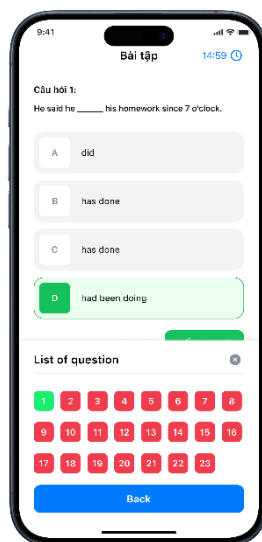 9:41
Bài tập 14:59
Câu hỏi 1:
He said he ______ his homework since 7 o'clock.
A did
B has done
C has done
D had been doing
List of question
1 2 3 4 5 6 7 8
9 10 11 12 13 14 15 16
17 18 19 20 21 22 23
Back